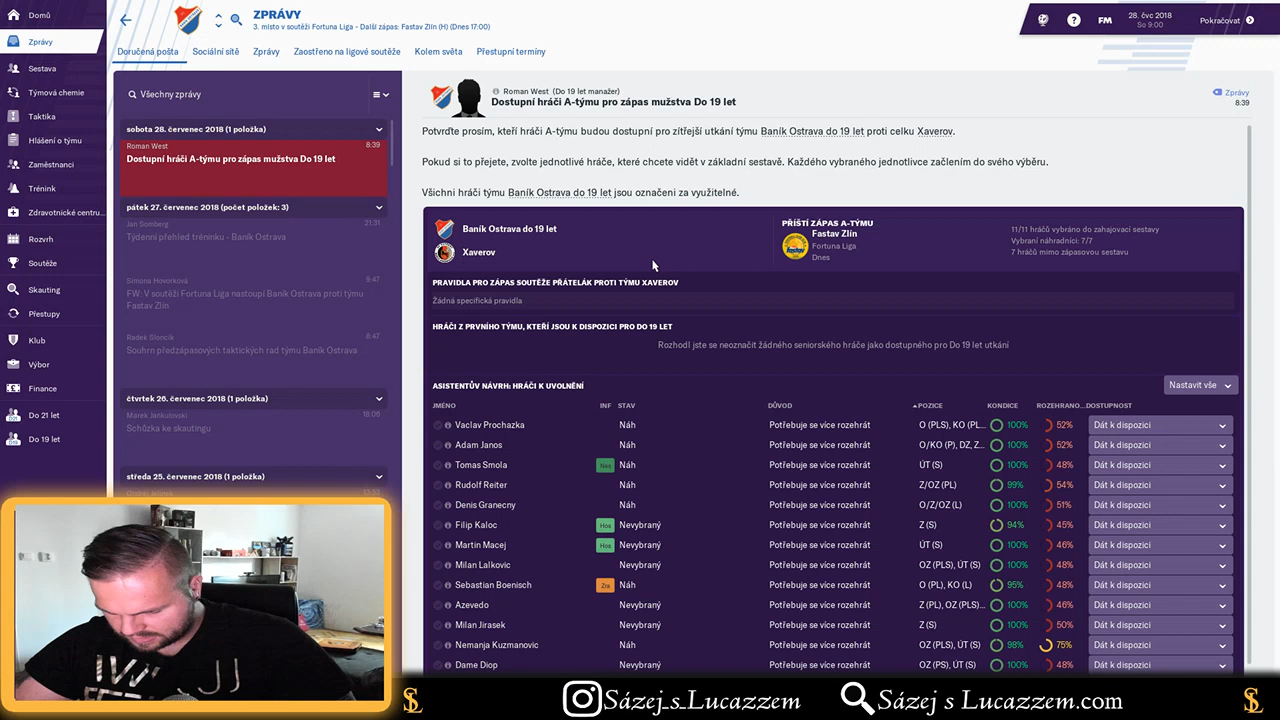 Domů
Zprávy
Sestava
Týmová chemie
Taktika
Hlášení o týmu
Zaměstnanci
Trénink
Zdravotnické centru...
Rozvrh
Soutěže
Skauting
Přestupy
Klub
Výbor
Finance
Do 21 let
Do 19 let
ZPRÁVY
3. místo v soutěži Fortuna Liga - Další zápas: Fastav Zlín (H) (Dnes 17:00)
FM
28. čvc 2018
So 9:00
Pokračovat
Doručená pošta
Sociální sítě
Zprávy
Zaostřeno na ligové soutěže
Kolem světa
Přestupní termíny
Všechny zprávy
sobota 28. červenec 2018 (1 položka)
Roman West 8:39
Dostupní hráči A-týmu pro zápas mužstva Do 19 let
pátek 27. červenec 2018 (počet položek: 3)
Jan Somberg 21:31
Týdenní přehled tréninku - Baník Ostrava
Simona Hovorková 9:47
FW: V soutěži Fortuna Liga nastoupí Baník Ostrava proti týmu
Fastav Zlín
Radek Sloncik 8:47
Souhrn předzápasových taktických rad týmu Baník Ostrava
čtvrtek 26. červenec 2018 (1 položka)
Marek Jankulovski 18:06
Schůzka ke skautingu
středa 25. červenec 2018 (1 položka)
Roman West (Do 19 let manažer)
Dostupní hráči A-týmu pro zápas mužstva Do 19 let
Zprávy
8:39
Potvrďte prosím, kteří hráči A-týmu budou dostupní pro zítřejší utkání týmu Baník Ostrava do 19 let proti celku Xaverov.
Pokud si to přejete, zvolte jednotlivé hráče, které chcete vidět v základní sestavě. Každého vybraného jednotlivce začlením do svého výběru.
Všichni hráči týmu Baník Ostrava do 19 let jsou označeni za využitelné.
Baník Ostrava do 19 let
Xaverov
PŘÍŠTÍ ZÁPAS A-TÝMU
Fastav Zlín
Fortuna Liga
Dnes
11/11 hráčů vybráno do zahajovací sestavy
Vybraní náhradníci: 7/7
7 hráčů mimo zápasovou sestavu
PRAVIDLA PRO ZÁPAS SOUTĚŽE PŘÁTELÁK PROTI TÝMU XAVEROV
Žádná specifická pravidla
HRÁČI Z PRVNÍHO TÝMU, KTEŘÍ JSOU K DISPOZICI PRO DO 19 LET
Rozhodl jste se neoznačit žádného seniorského hráče jako dostupného pro Do 19 let utkání
ASISTENTŮV NÁVRH: HRÁČI K UVOLNĚNÍ
Nastavit vše
JMÉNO INF STAV DŮVOD POZICE KONDICE ROZEHRÁNO... DOSTUPNOST
Vaclav Prochazka Náh Potřebuje se více rozehrát O (PLS), KO (PL... 100% 52% Dát k dispozici
Adam Janos Náh Potřebuje se více rozehrát O/KO (P), DZ, Z... 100% 52% Dát k dispozici
Tomas Smola Náh Potřebuje se více rozehrát ÚT (S) 100% 48% Dát k dispozici
Rudolf Reiter Náh Potřebuje se více rozehrát Z/OZ (PL) 99% 54% Dát k dispozici
Denis Granecny Náh Potřebuje se více rozehrát O/Z/OZ (L) 100% 51% Dát k dispozici
Filip Kaloc Hos Nevybraný Potřebuje se více rozehrát Z (S) 94% 45% Dát k dispozici
Martin Macej Hos Nevybraný Potřebuje se více rozehrát ÚT (S) 100% 46% Dát k dispozici
Milan Lalkovic Nevybraný Potřebuje se více rozehrát OZ (PLS), ÚT (S) 100% 48% Dát k dispozici
Sebastian Boenisch Zra Náh Potřebuje se více rozehrát O (PL), KO (L) 95% 48% Dát k dispozici
Azevedo Nevybraný Potřebuje se více rozehrát Z (PL), OZ (PLS)... 100% 46% Dát k dispozici
Milan Jirasek Nevybraný Potřebuje se více rozehrát Z (S) 100% 50% Dát k dispozici
Nemanja Kuzmanovic Náh Potřebuje se více rozehrát OZ (PLS), ÚT (S) 98% 75% Dát k dispozici
Dame Diop Nevybraný Potřebuje se více rozehrát OZ (PS), ÚT (S) 100% 48% Dát k dispozici
Sázej_s_Lucazzem
Sázej s Lucazzem.com